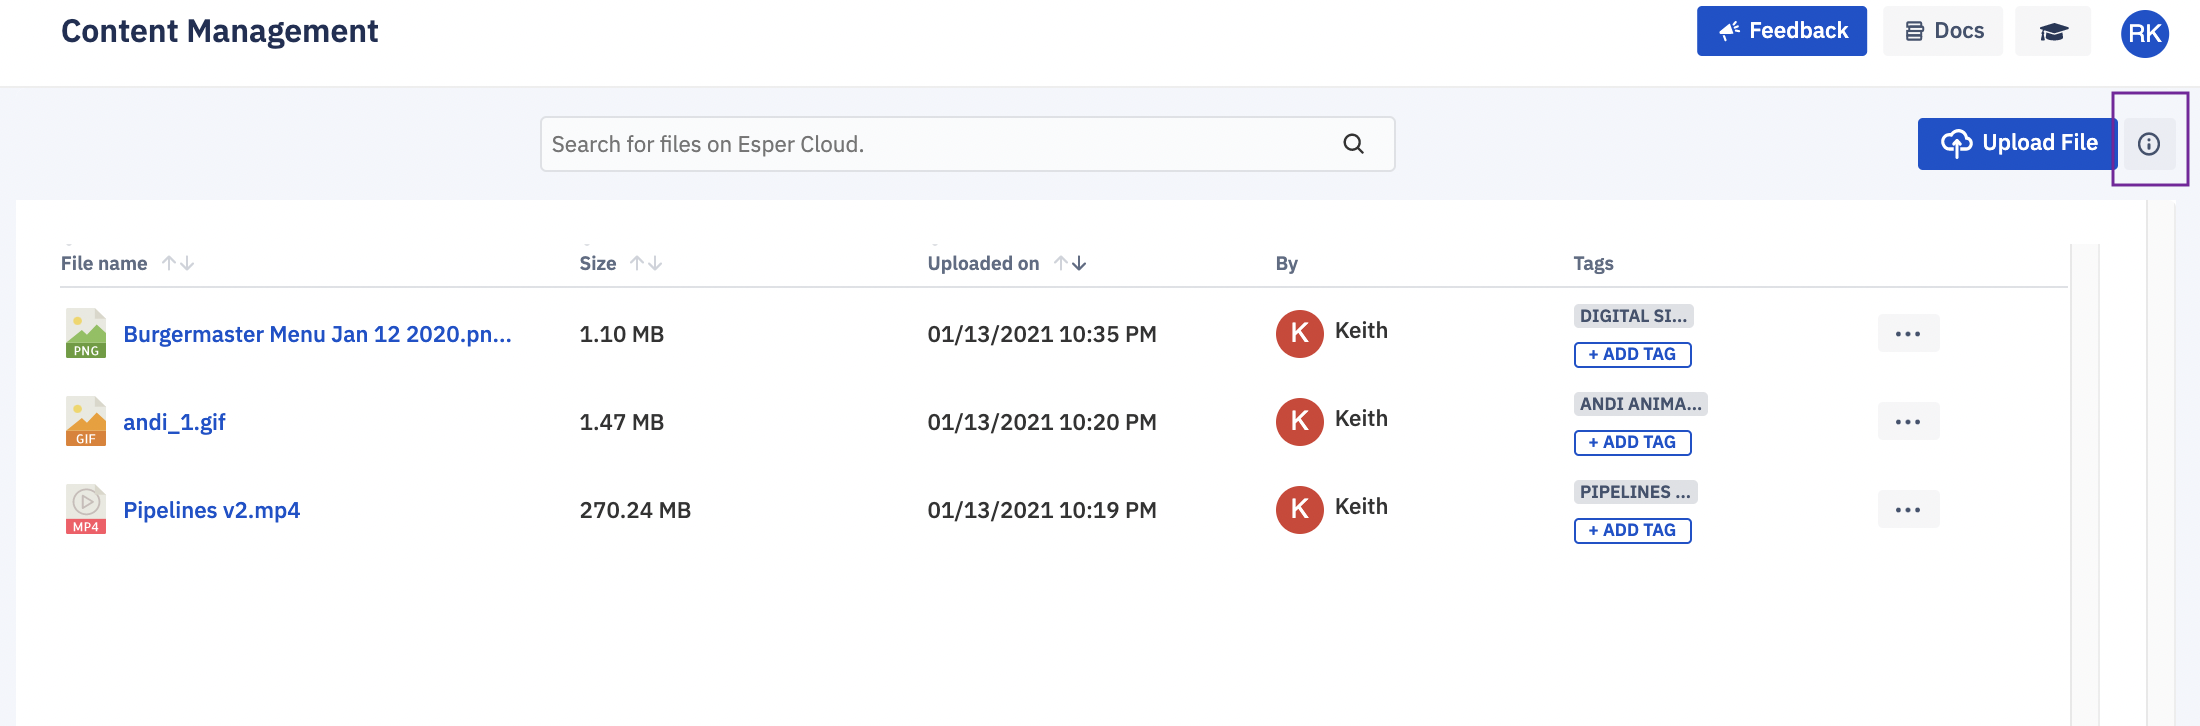 Content Management
Feedback
Docs
RK
Search for files on Esper Cloud.
Upload File
File name Size Uploaded on By Tags
PNG Burgermaster Menu Jan 12 2020.pn... 1.10 MB 01/13/2021 10:35 PM K Keith DIGITAL SI...
+ ADD TAG
GIF andi_1.gif 1.47 MB 01/13/2021 10:20 PM K Keith ANDI ANIMA...
+ ADD TAG
MP4 Pipelines v2.mp4 270.24 MB 01/13/2021 10:19 PM K Keith PIPELINES ...
+ ADD TAG